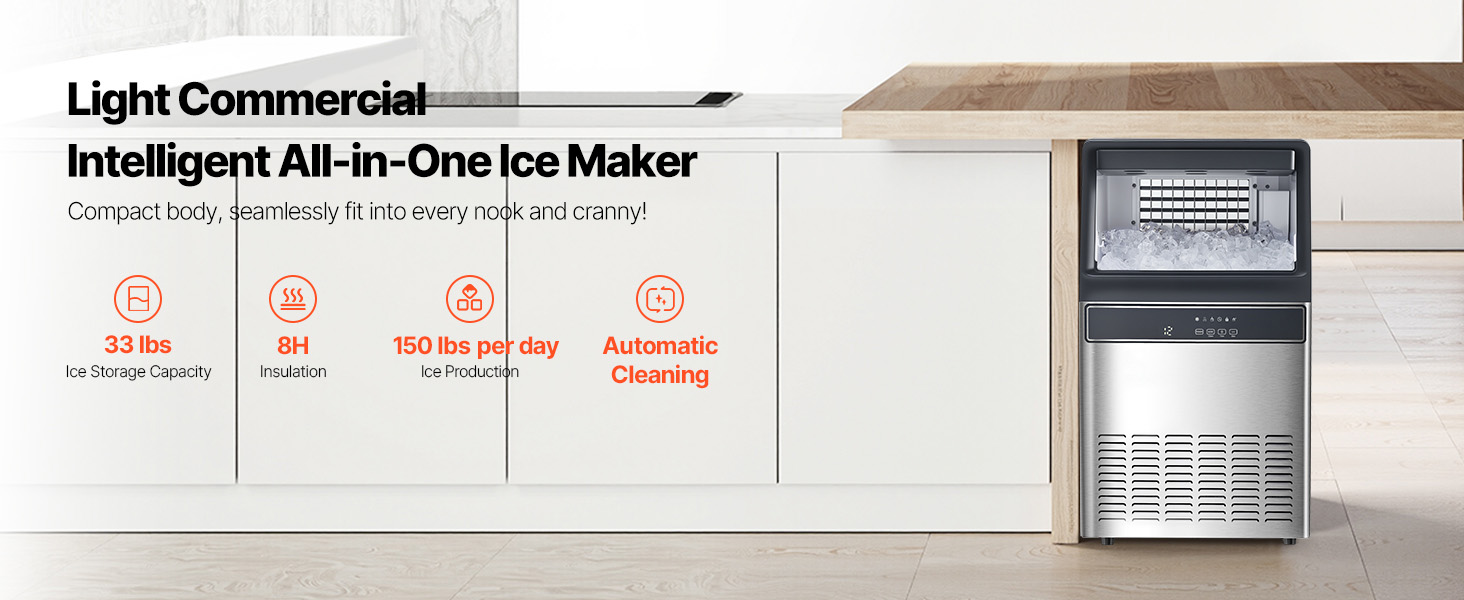 Light Commercial
Intelligent All-in-One Ice Maker
Compact body, seamlessly fit into every nook and cranny!
33 lbs
Ice Storage Capacity
8H
Insulation
150 lbs per day
Ice Production
Automatic
Cleaning
12